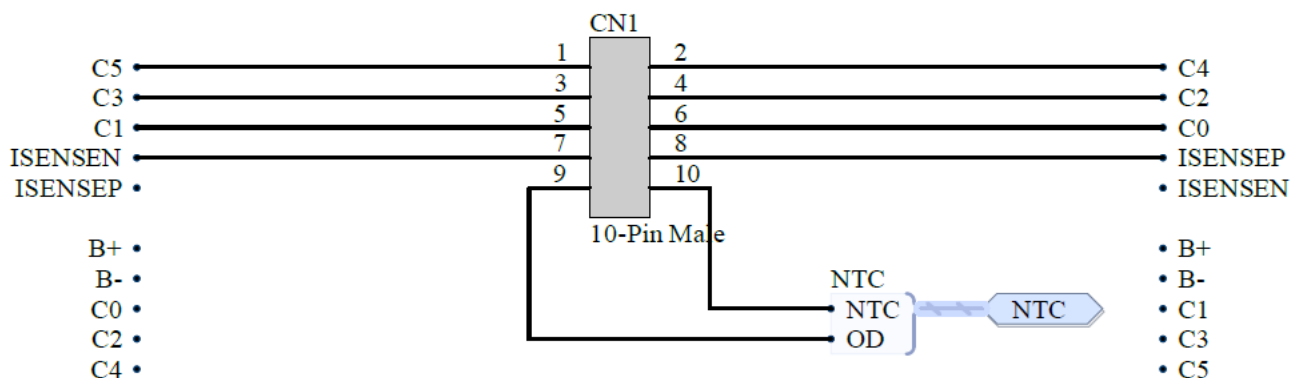 CN1
C5 1 2 C4
C3 3 4 C2
C1 5 6 C0
ISENSEN 7 8 ISENSEP
ISENSEP 9 10 ISENSEN
10-Pin Male
B+ B+
B- B-
NTC
C0 NTC NTC C1
C2 OD C3
C4 C5